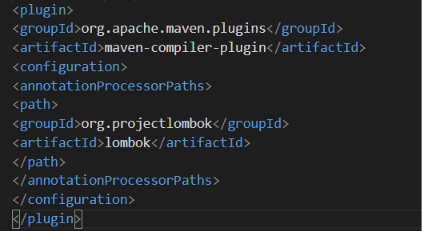 <plugin>
<groupId>org.apache.maven.plugins</groupId>
<artifactId>maven-compiler-plugin</artifactId>
<configuration>
<annotationProcessorPaths>
<path>
<groupId>org.projectlombok</groupId>
<artifactId>lombok</artifactId>
</path>
</annotationProcessorPaths>
</configuration>
</plugin>